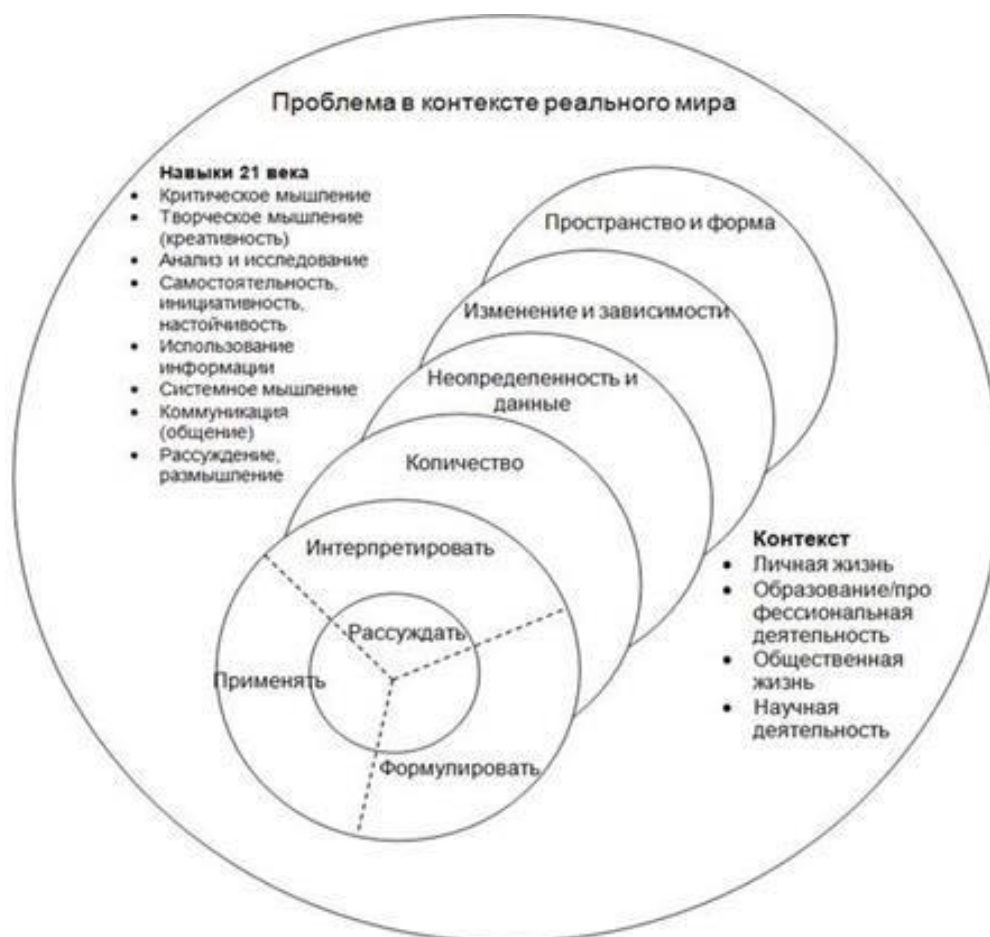 Проблема в контексте реального мира
Навыки 21 века
• Критическое мышление
• Творческое мышление
(креативность)
• Анализ и исследование
• Самостоятельность,
инициативность,
настойчивость
• Использование
информации
• Системное мышление
• Коммуникация
(общение)
• Рассуждение,
размышление
Пространство и форма
Изменение и зависимости
Неопределенность и
данные
Количество
Интерпретировать
Рассуждать
Применять
Формулировать
Контекст
• Личная жизнь
• Образование/про
фессиональная
деятельность
• Общественная
жизнь
• Научная
деятельность